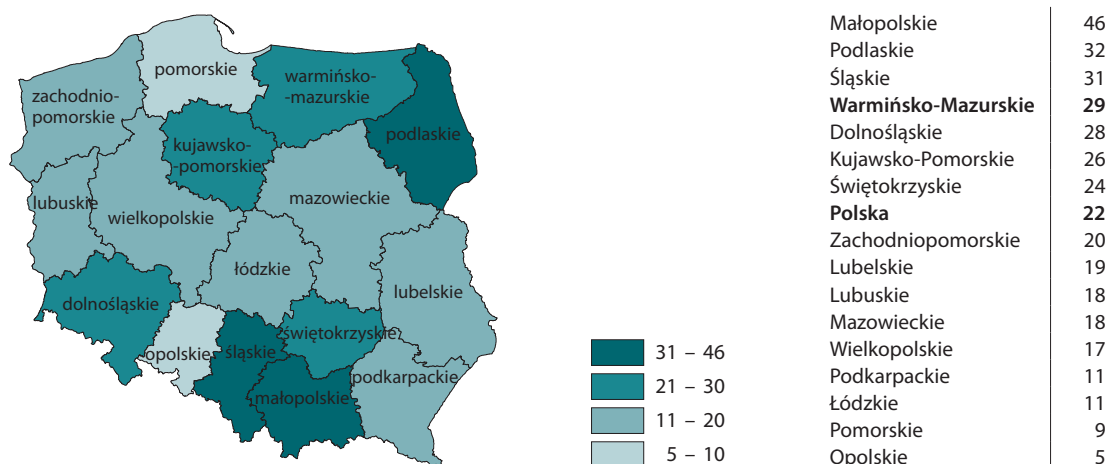 pomorskie
warmińsko-
-mazurskie
zachodnio-
pomorskie
podlaskie
kujawsko-
-pomorskie
lubuskie
wielkopolskie
mazowieckie
łódzkie
lubelskie
dolnośląskie
opolskie
śląskie
świętokrzyskie
małopolskie
podkarpackie
31 – 46
21 – 30
11 – 20
5 – 10
Małopolskie 46
Podlaskie 32
Śląskie 31
Warmińsko-Mazurskie 29
Dolnośląskie 28
Kujawsko-Pomorskie 26
Świętokrzyskie 24
Polska 22
Zachodniopomorskie 20
Lubelskie 19
Lubuskie 18
Mazowieckie 18
Wielkopolskie 17
Podkarpackie 11
Łódzkie 11
Pomorskie 9
Opolskie 5